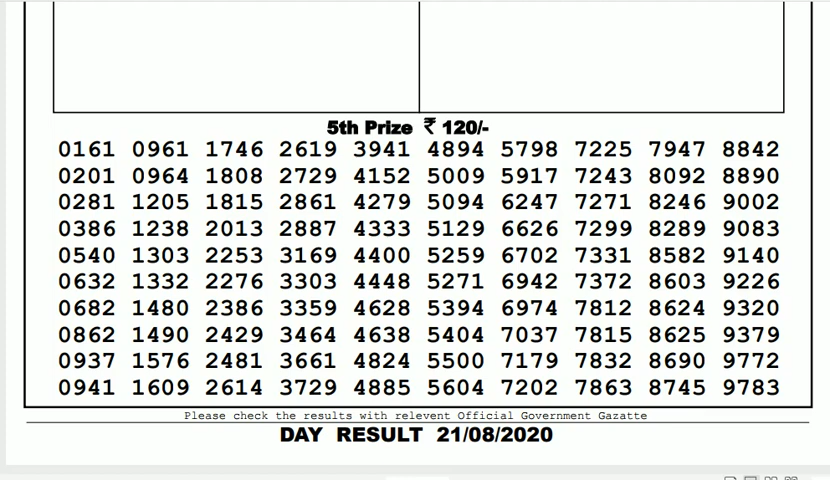 5th Prize ₹ 120/-
0161 0961 1746 2619 3941 4894 5798 7225 7947 8842
0201 0964 1808 2729 4152 5009 5917 7243 8092 8890
0281 1205 1815 2861 4279 5094 6247 7271 8246 9002
0386 1238 2013 2887 4333 5129 6626 7299 8289 9083
0540 1303 2253 3169 4400 5259 6702 7331 8582 9140
0632 1332 2276 3303 4448 5271 6942 7372 8603 9226
0682 1480 2386 3359 4628 5394 6974 7812 8624 9320
0862 1490 2429 3464 4638 5404 7037 7815 8625 9379
0937 1576 2481 3661 4824 5500 7179 7832 8690 9772
0941 1609 2614 3729 4885 5604 7202 7863 8745 9783
Please check the results with relevent Official Government Gazatte
DAY RESULT 21/08/2020